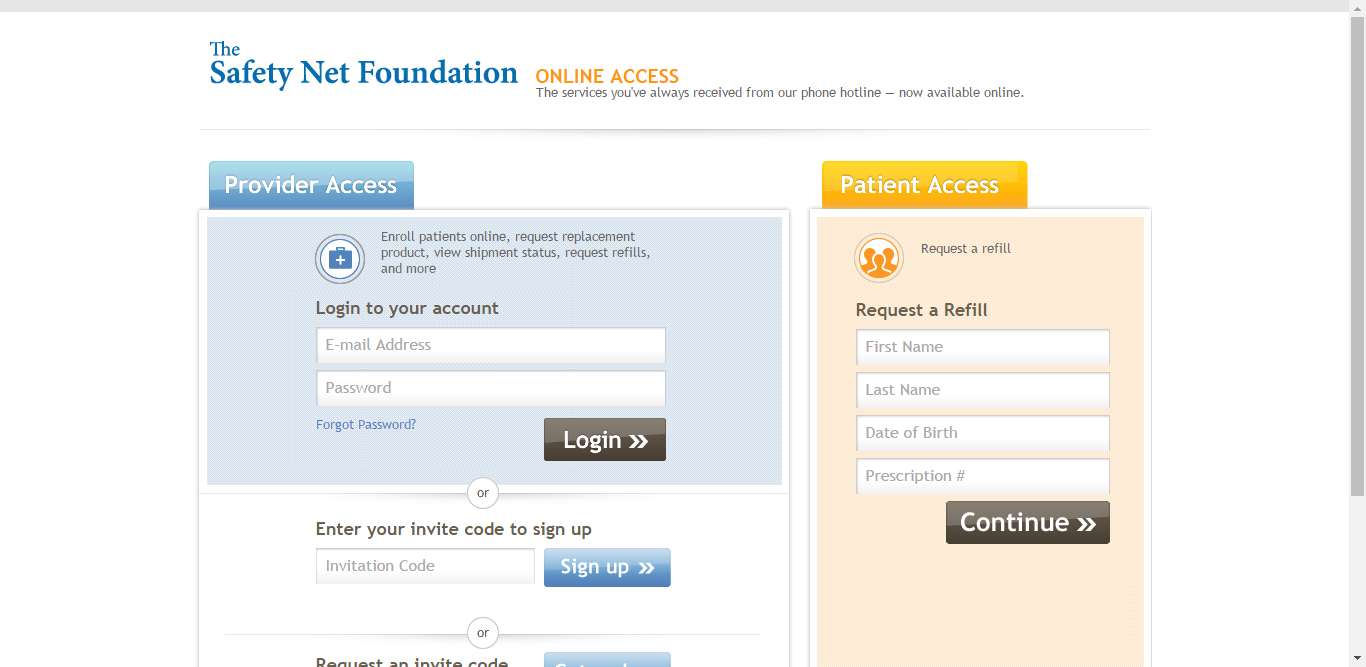 The
Safety Net Foundation
ONLINE ACCESS
The services you've always received from our phone hotline — now available online.
Provider Access
Enroll patients online, request replacement
product, view shipment status, request refills,
and more
Login to your account
E-mail Address
Password
Forgot Password?
Login »
or
Enter your invite code to sign up
Invitation Code
Sign up »
or
Request an invite code
Patient Access
Request a refill
Request a Refill
First Name
Last Name
Date of Birth
Prescription #
Continue »